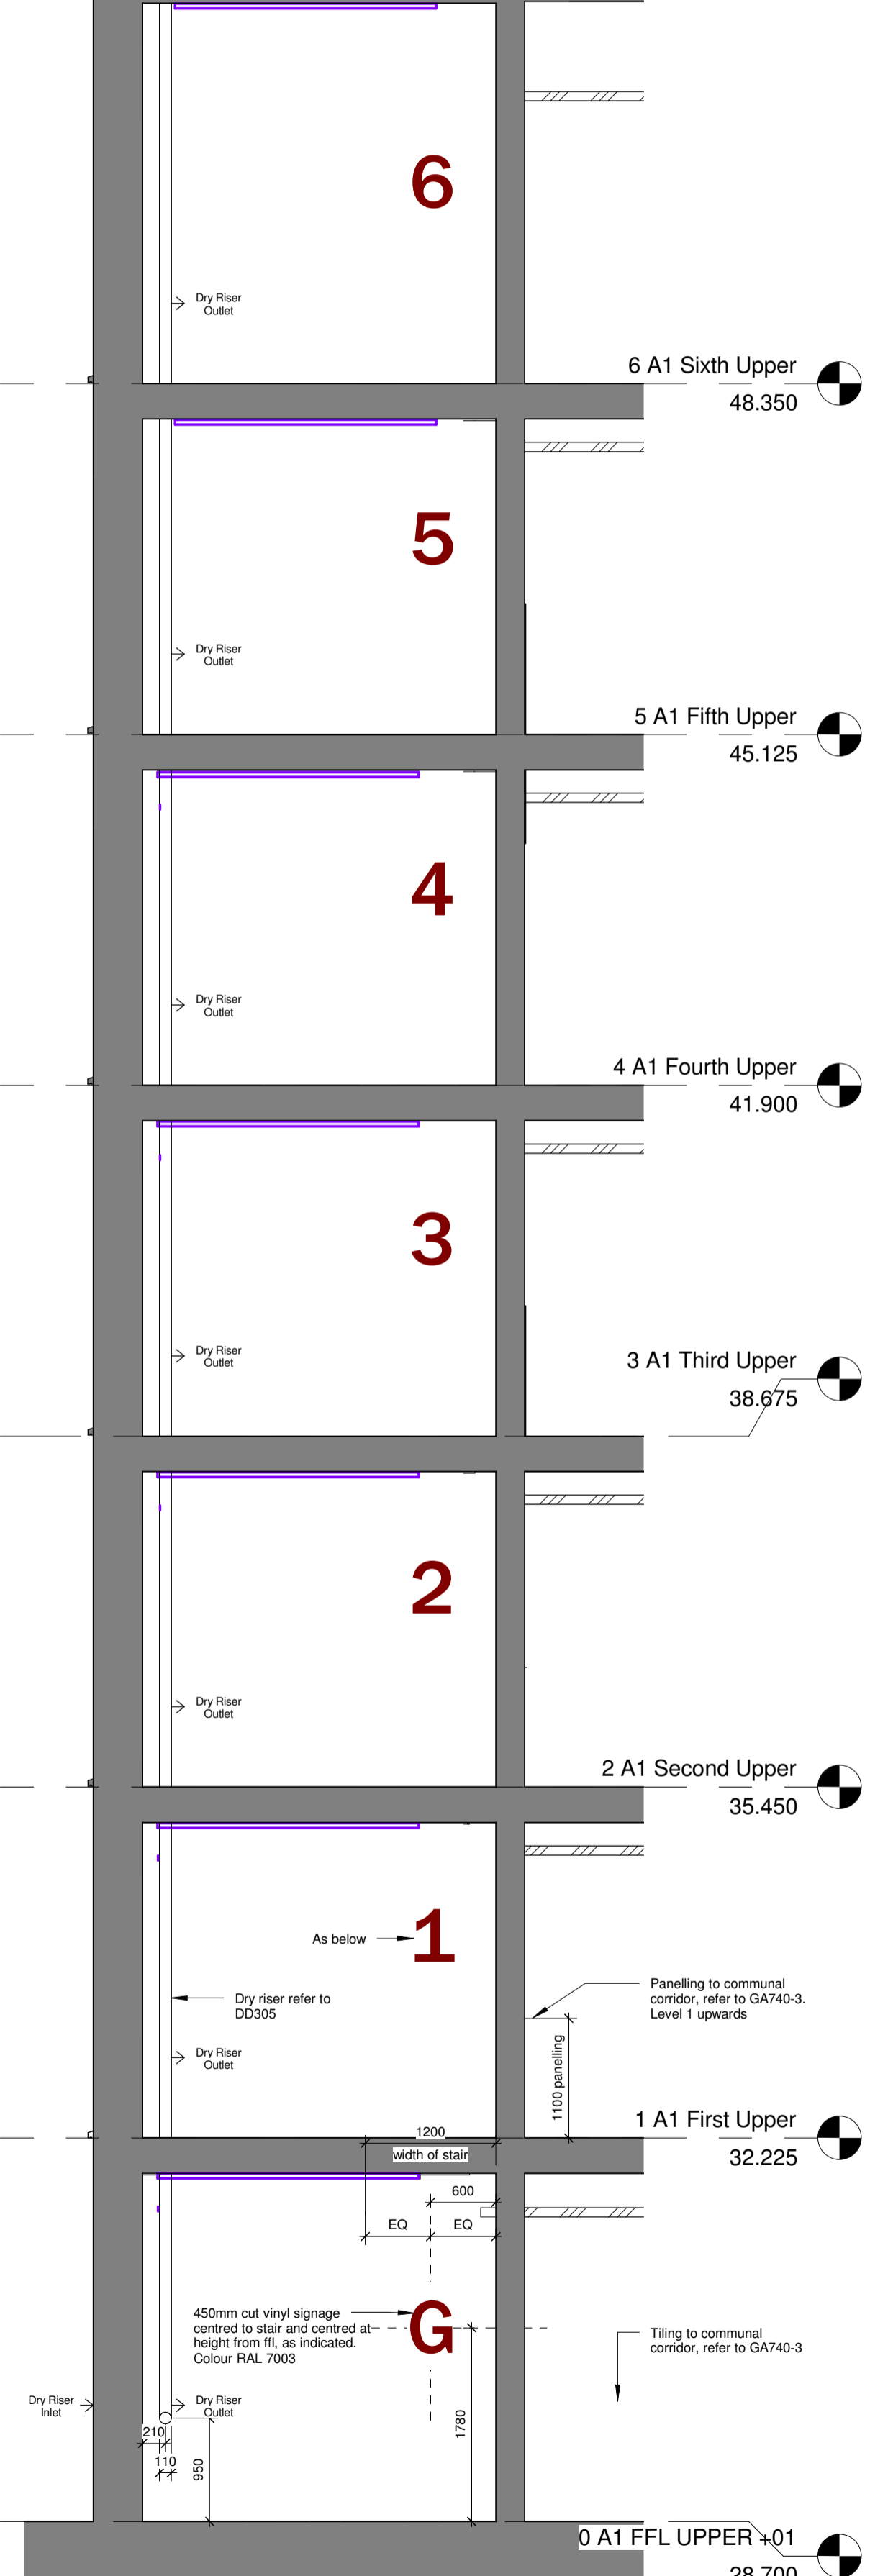 6
Dry Riser
Outlet
6 A1 Sixth Upper
48.350
5
Dry Riser
Outlet
5 A1 Fifth Upper
45.125
4
Dry Riser
Outlet
4 A1 Fourth Upper
41.900
3
Dry Riser
Outlet
3 A1 Third Upper
38.675
2
Dry Riser
Outlet
2 A1 Second Upper
35.450
1
As below
Dry riser refer to
DD305
Panelling to communal
corridor, refer to GA740-3.
Level 1 upwards
Dry Riser
Outlet
1100 panelling
1 A1 First Upper
32.225
1200
width of stair
600
EQ
EQ
G
450mm cut vinyl signage
centred to stair and centred at
height from ffl, as indicated.
Colour RAL 7003
Tiling to communal
corridor, refer to GA740-3
Dry Riser
Inlet
Dry Riser
Outlet
210
110
950
1780
0 A1 FFL UPPER +01
28.700